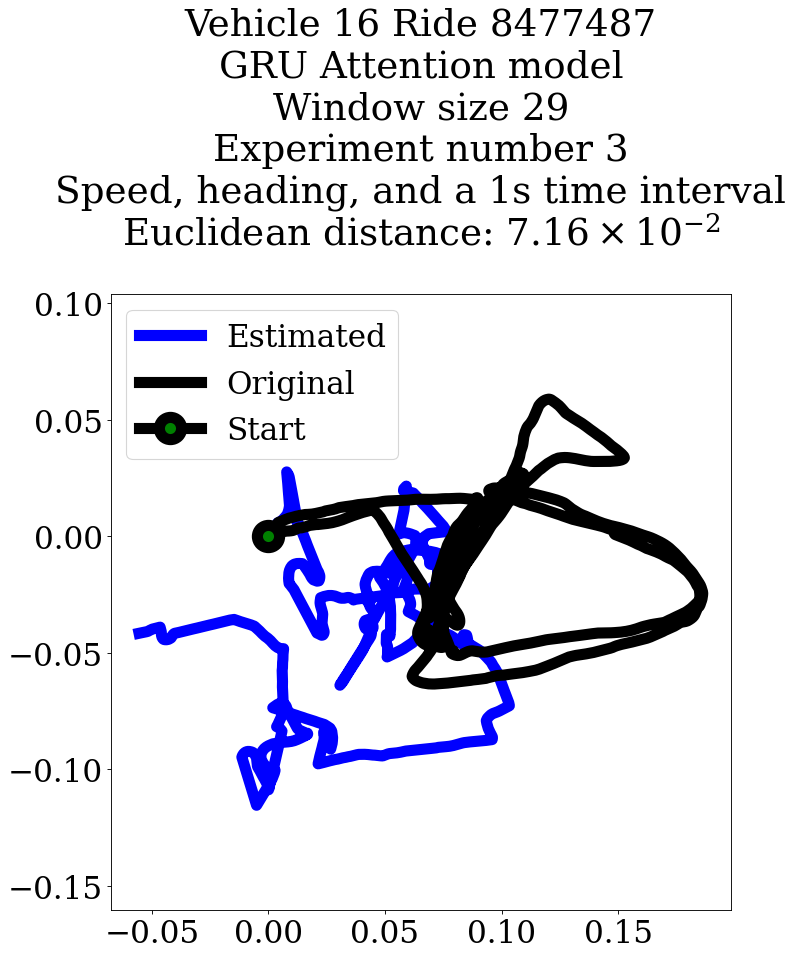 Vehicle 16 Ride 8477487
GRU Attention model
Window size 29
Experiment number 3
Speed, heading, and a 1s time interval
Euclidean distance: 7.16 × 10⁻²
0.10
0.05
0.00
−0.05
−0.10
−0.15
Estimated
Original
Start
−0.05 0.00 0.05 0.10 0.15